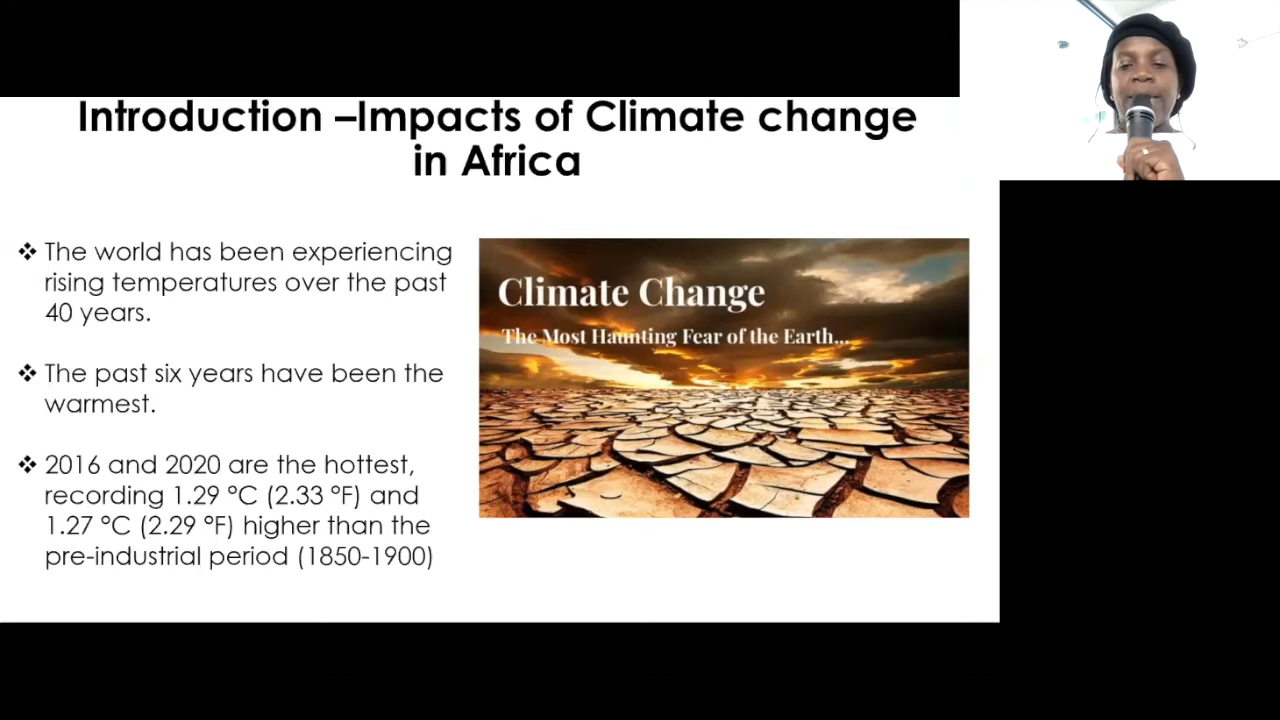 Introduction –Impacts of Climate change
in Africa
❖ The world has been experiencing
rising temperatures over the past
40 years.
❖ The past six years have been the
warmest.
❖ 2016 and 2020 are the hottest,
recording 1.29 °C (2.33 °F) and
1.27 °C (2.29 °F) higher than the
pre-industrial period (1850-1900)
Climate Change
The Most Haunting Fear of the Earth...